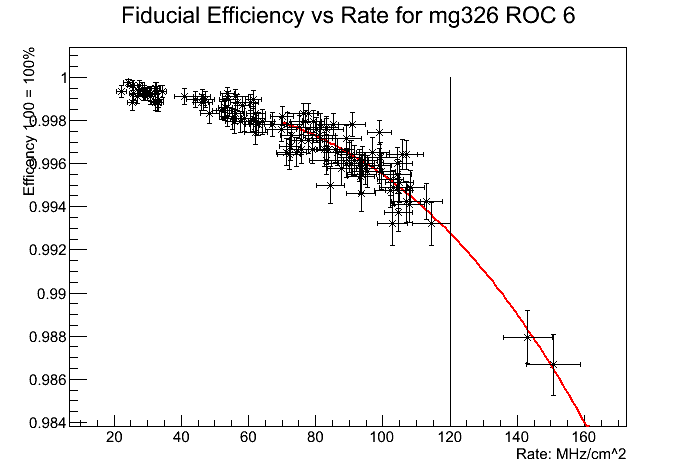 Fiducial Efficiency vs Rate for mg326 ROC 6
Efficency 1.00 = 100%
1
0.998
0.996
0.994
0.992
0.99
0.988
0.986
0.984
20 40 60 80 100 120 140 160
Rate: MHz/cm^2